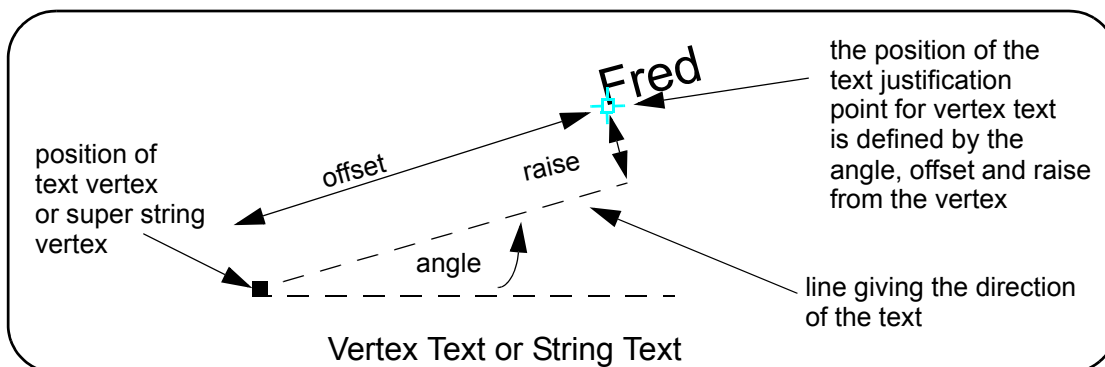 Fred
the position of the
text justification
point for vertex text
is defined by the
angle, offset and raise
from the vertex
position of
text vertex
or super string
vertex
offset
raise
angle
line giving the direction
of the text
Vertex Text or String Text